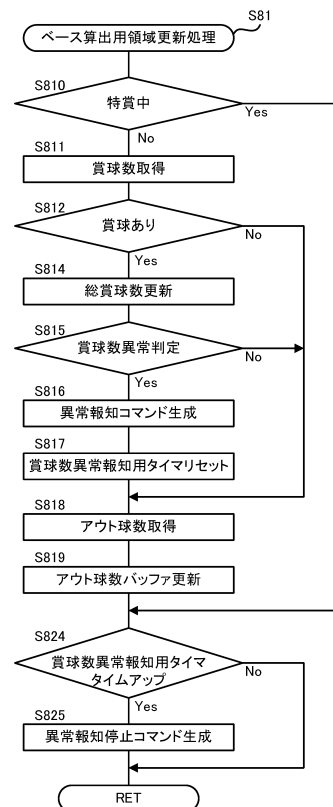 S81
ベース算出用領域更新処理
S810
特賞中
Yes
No
S811
賞球数取得
S812
賞球あり
No
Yes
S814
総賞球数更新
S815
賞球数異常判定
No
Yes
S816
異常報知コマンド生成
S817
賞球数異常報知用タイマリセット
S818
アウト球数取得
S819
アウト球数バッファ更新
S824
賞球数異常報知用タイマ
タイムアップ
No
Yes
S825
異常報知停止コマンド生成
RET